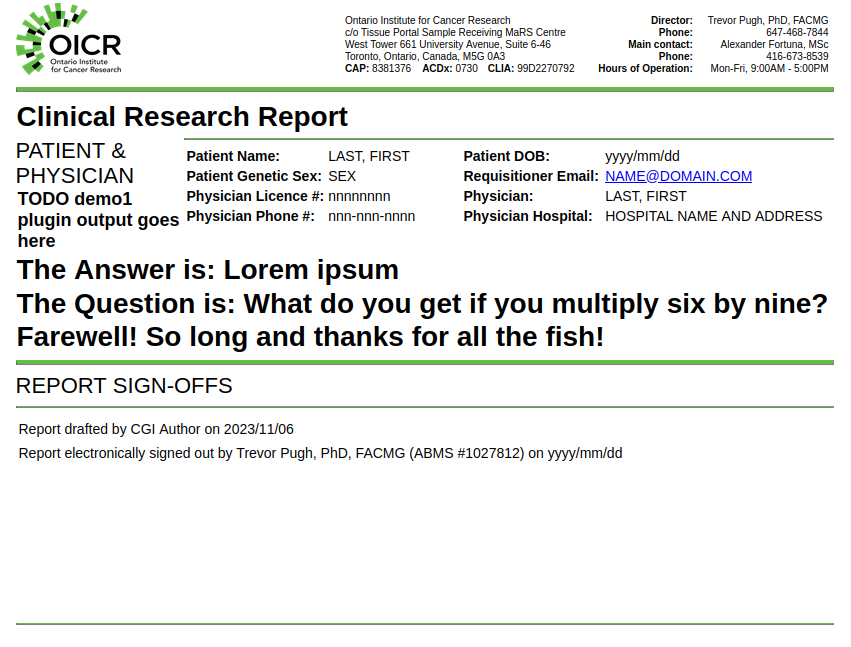 OICR
Ontario Institute
for Cancer Research
Ontario Institute for Cancer Research
c/o Tissue Portal Sample Receiving MaRS Centre
West Tower 661 University Avenue, Suite 6-46
Toronto, Ontario, Canada, M5G 0A3
CAP: 8381376 ACDx: 0730 CLIA: 99D2270792
Director: Trevor Pugh, PhD, FACMG
Phone: 647-468-7844
Main contact: Alexander Fortuna, MSc
Phone: 416-673-8539
Hours of Operation: Mon-Fri, 9:00AM - 5:00PM
Clinical Research Report
PATIENT &
PHYSICIAN
TODO demo1
plugin output goes
here
Patient Name: LAST, FIRST Patient DOB: yyyy/mm/dd
Patient Genetic Sex: SEX Requisitioner Email: NAME@DOMAIN.COM
Physician Licence #: nnnnnnnn Physician: LAST, FIRST
Physician Phone #: nnn-nnn-nnnn Physician Hospital: HOSPITAL NAME AND ADDRESS
The Answer is: Lorem ipsum
The Question is: What do you get if you multiply six by nine?
Farewell! So long and thanks for all the fish!
REPORT SIGN-OFFS
Report drafted by CGI Author on 2023/11/06
Report electronically signed out by Trevor Pugh, PhD, FACMG (ABMS #1027812) on yyyy/mm/dd